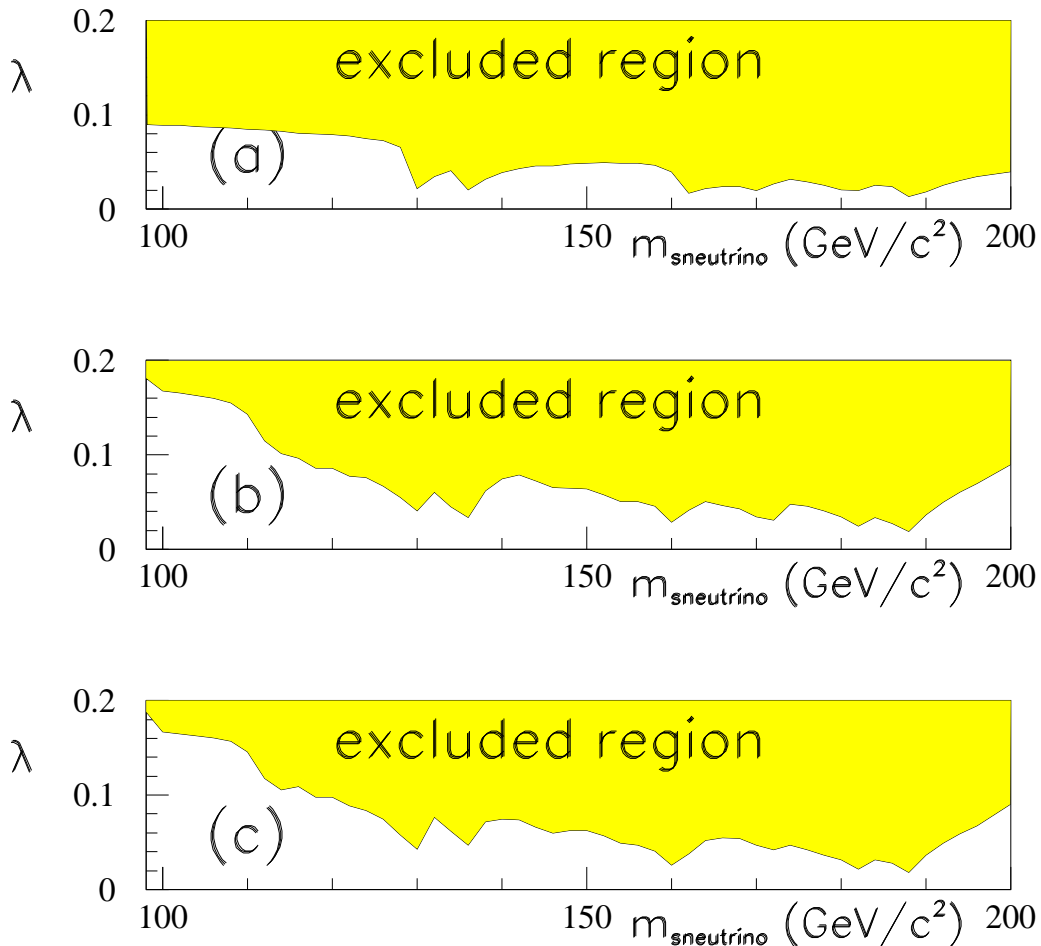 0.2
excluded region
λ
0.1
(a)
0
100
150
m_sneutrino (GeV/c²)
200
0.2
excluded region
λ
0.1
(b)
0
100
150
m_sneutrino (GeV/c²)
200
0.2
excluded region
λ
0.1
(c)
0
100
150
m_sneutrino (GeV/c²)
200